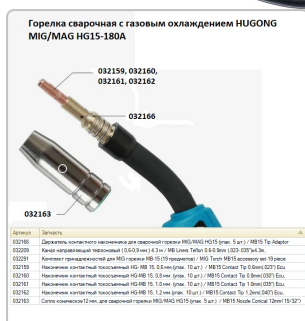 Горелка сварочная с газовым охлаждением HUGONG
MIG/MAG HG15-180A
032159, 032160,
032161, 032162
032166
032163
Артикул Запчасть
032166 Держатель контактного наконечника для сварочной горелки MIG/MAG HG15 (упак. 5 шт.) / MB15 Tip Adaptor
032209 Канал направляющий тефлоновый (0,6-0,9 мм) 4.3 м / MB Liners Teflon 0.6-0.9mm (.023-.035")x4.3m,
032291 Комплект принадлежностей для MIG горелки MB-15 (19 предметов) / MIG Torch MB15 accessory set-19 piece
032159 Наконечник контактный токосъемный HG-MB 15, 0,6 мм (упак. 10 шт.) / MB15 Contact Tip 0.6mm(.023") Ecu.
032160 Наконечник контактный токосъемный HG-MB 15, 0,8 мм (упак. 10 шт.) / MB15 Contact Tip 0.8mm(.030") Ecu.
032161 Наконечник контактный токосъемный HG-MB 15, 1,0 мм (упак. 10 шт.) / MB15 Contact Tip 1.0mm(.035") Ecu.
032162 Наконечник контактный токосъемный HG-MB 15, 1,2 мм (упак. 10 шт.) / MB15 Contact Tip 1.2mm(.040") Ecu.
032163 Сопло коническое12 мм, для сварочной горелки MIG/MAG HG15 (упак. 5 шт.) / MB15 Nozzle Conical 12mm(15/32")